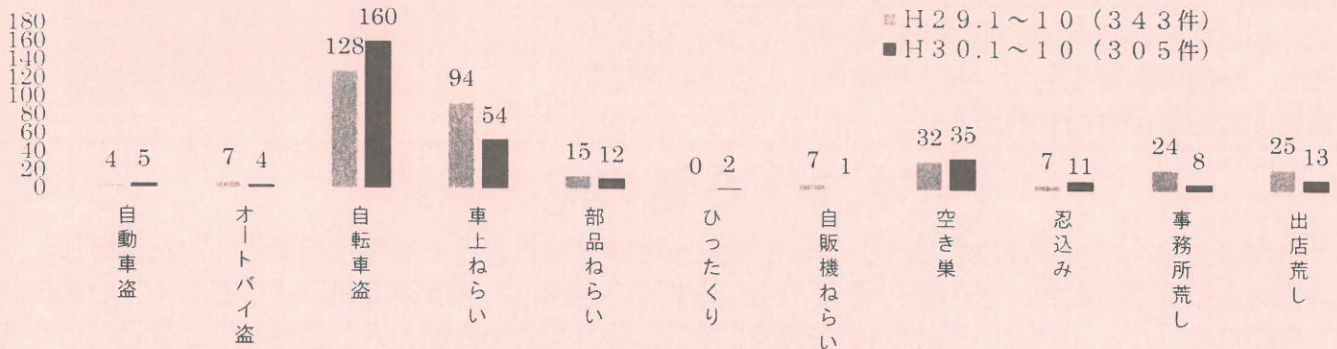 180
160
140
120
100
80
60
40
20
0
H29.1～10（343件）
H30.1～10（305件）
4 5
7 4
128 160
94 54
15 12
0 2
7 1
32 35
7 11
24 8
25 13
自動車盗
オートバイ盗
自転車盗
車上ねらい
部品ねらい
ひったくり
自販機ねらい
空き巣
忍込み
事務所荒し
出店荒し